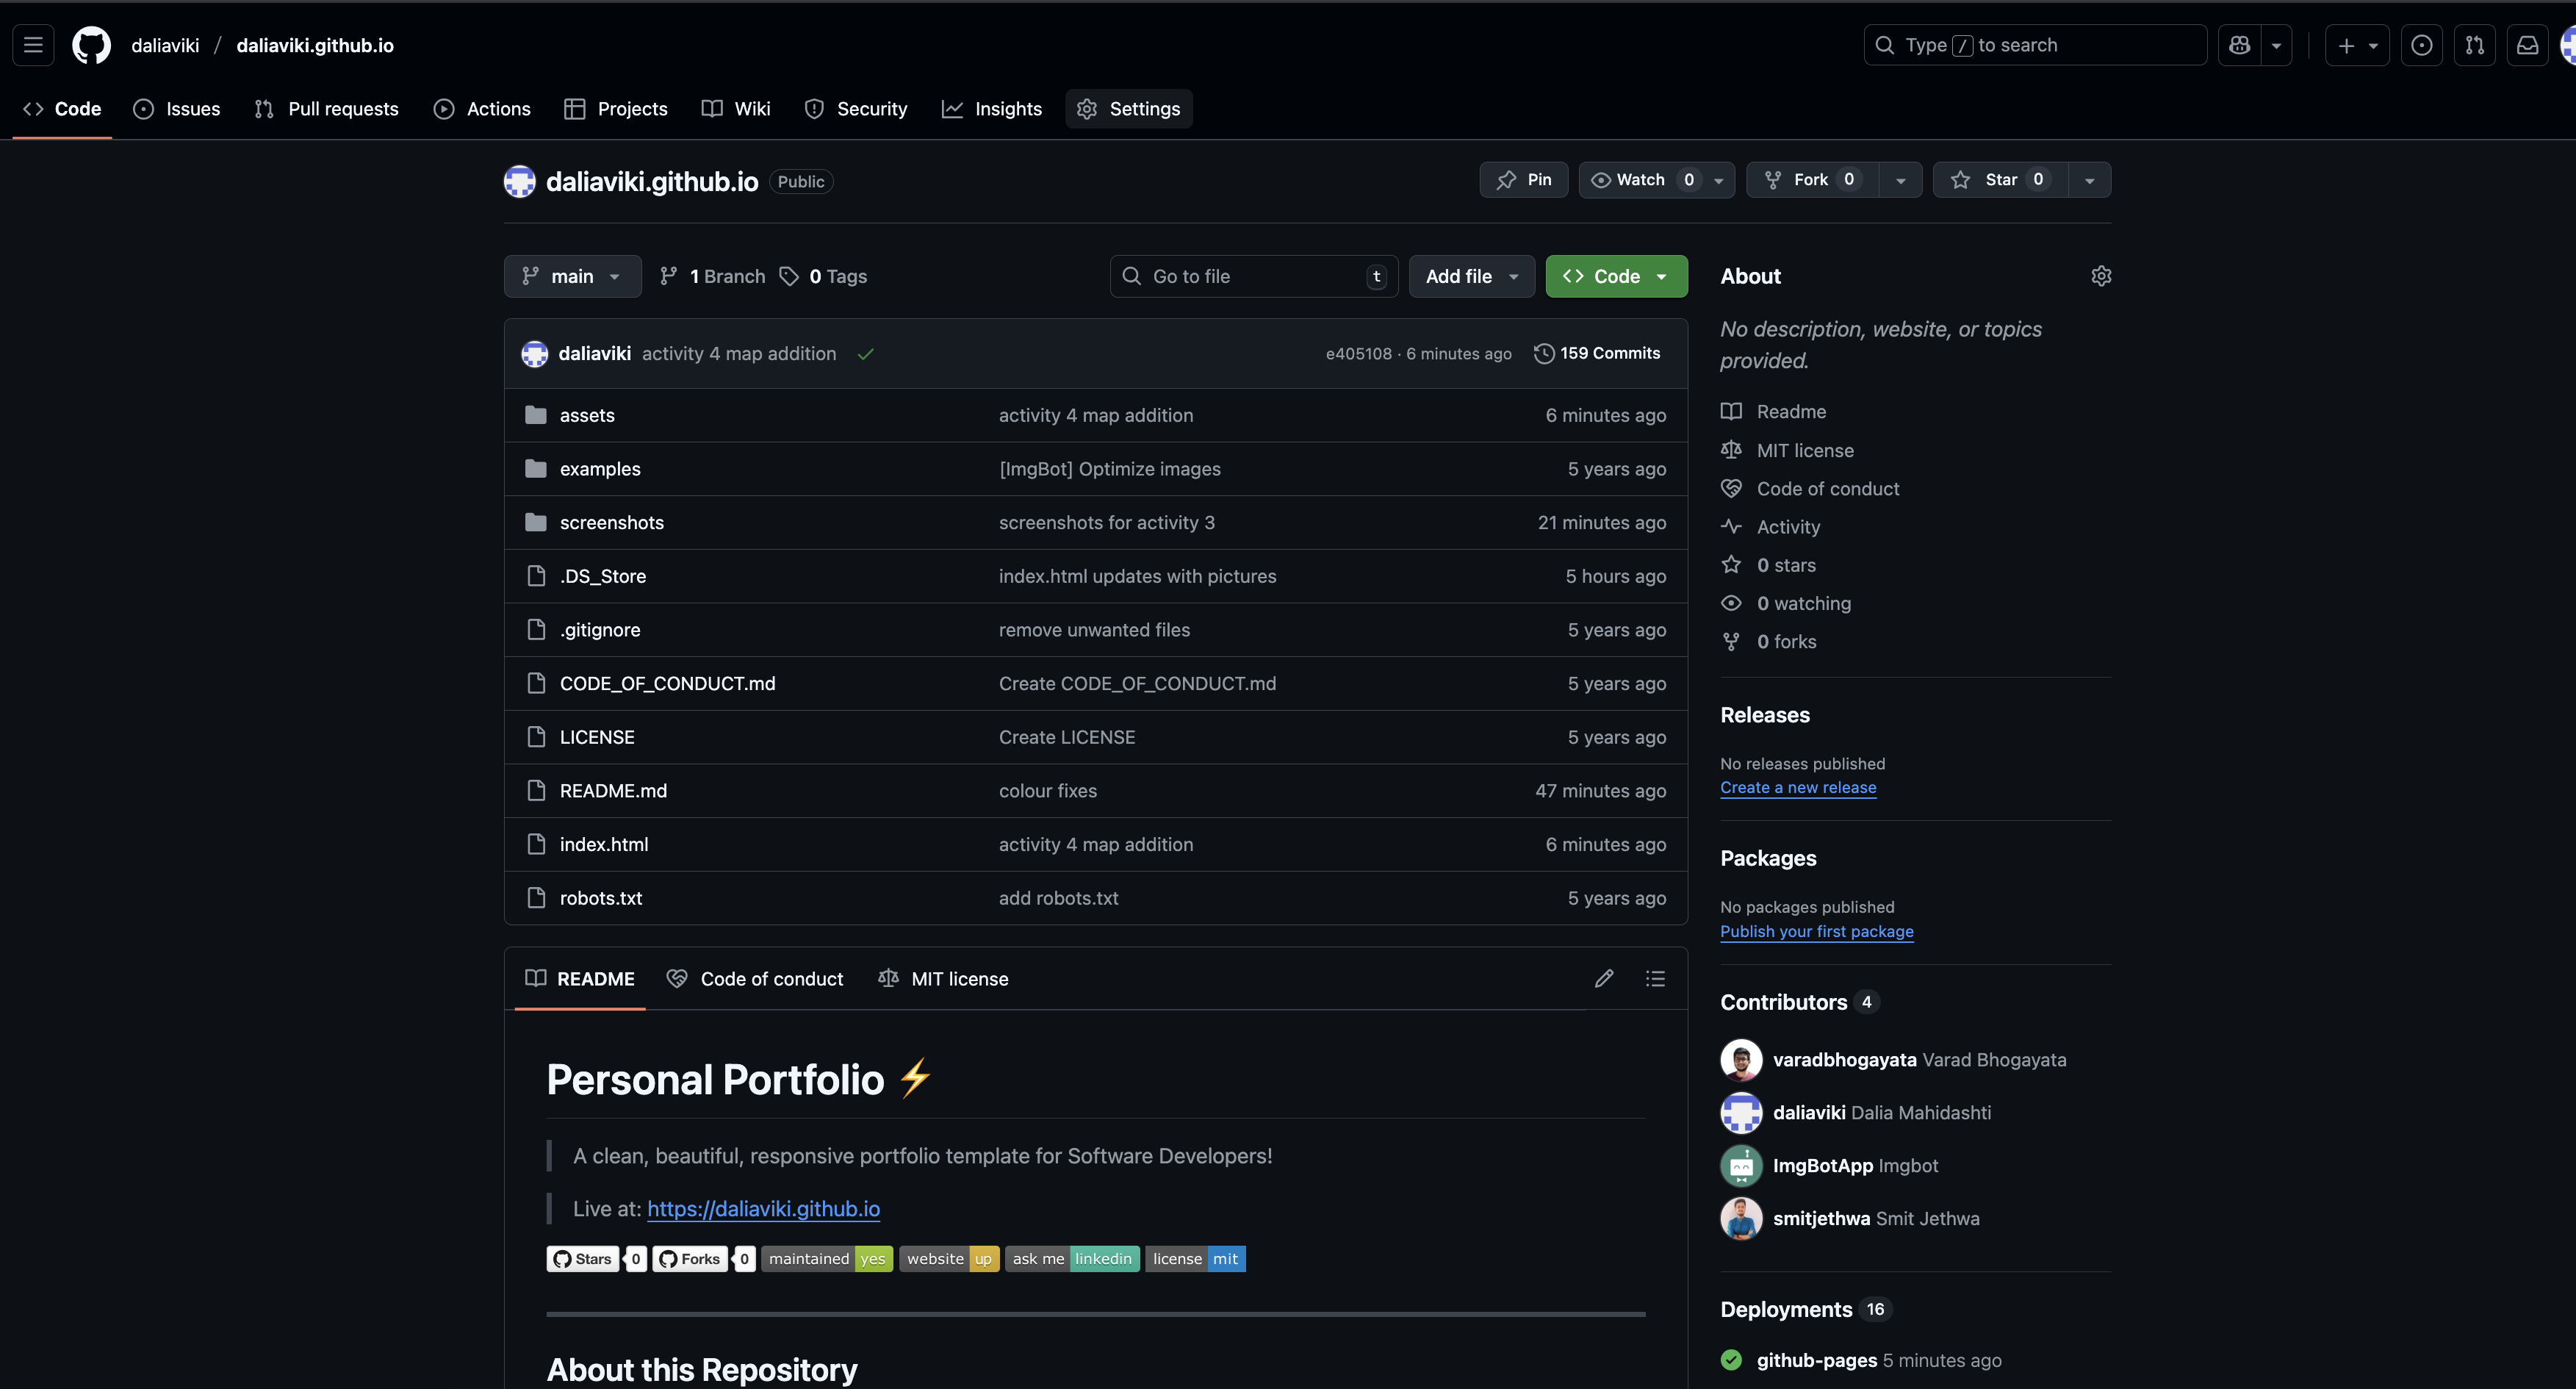 daliaviki / daliaviki.github.io
Type / to search
Code Issues Pull requests Actions Projects Wiki Security Insights Settings
daliaviki.github.io Public
Pin Watch 0 Fork 0 Star 0
main 1 Branch 0 Tags Go to file t Add file Code
daliaviki activity 4 map addition e405108 · 6 minutes ago 159 Commits
assets activity 4 map addition 6 minutes ago
examples [ImgBot] Optimize images 5 years ago
screenshots screenshots for activity 3 21 minutes ago
.DS_Store index.html updates with pictures 5 hours ago
.gitignore remove unwanted files 5 years ago
CODE_OF_CONDUCT.md Create CODE_OF_CONDUCT.md 5 years ago
LICENSE Create LICENSE 5 years ago
README.md colour fixes 47 minutes ago
index.html activity 4 map addition 6 minutes ago
robots.txt add robots.txt 5 years ago
README Code of conduct MIT license
Personal Portfolio ⚡
A clean, beautiful, responsive portfolio template for Software Developers!
Live at: https://daliaviki.github.io
Stars 0 Forks 0 maintained yes website up ask me linkedin license mit
About this Repository
About
No description, website, or topics
provided.
Readme
MIT license
Code of conduct
Activity
0 stars
0 watching
0 forks
Releases
No releases published
Create a new release
Packages
No packages published
Publish your first package
Contributors 4
varadbhogayata Varad Bhogayata
daliaviki Dalia Mahidashti
ImgBotApp Imgbot
smitjethwa Smit Jethwa
Deployments 16
github-pages 5 minutes ago